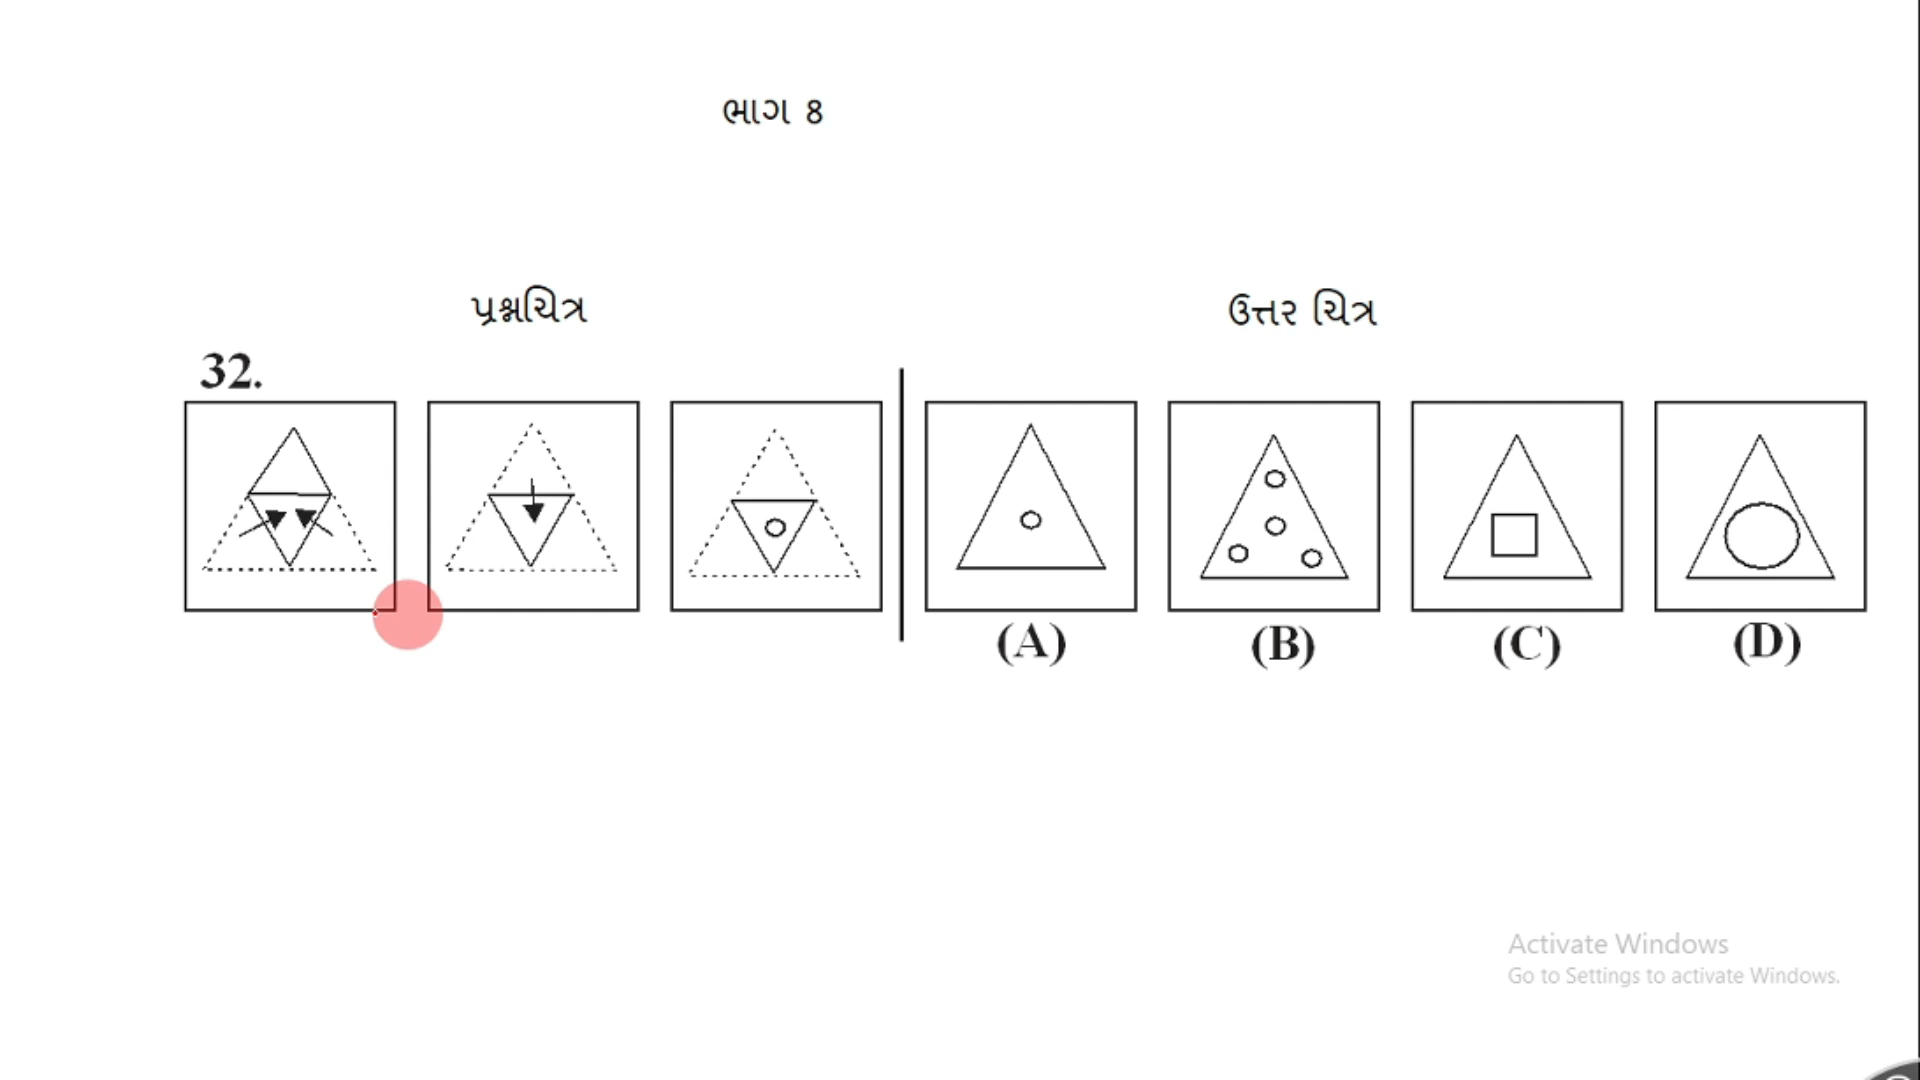 ભાગ 8
પ્રશ્નચિત્ર
ઉત્તર ચિત્ર
32.
(A) (B) (C) (D)
Activate Windows
Go to Settings to activate Windows.